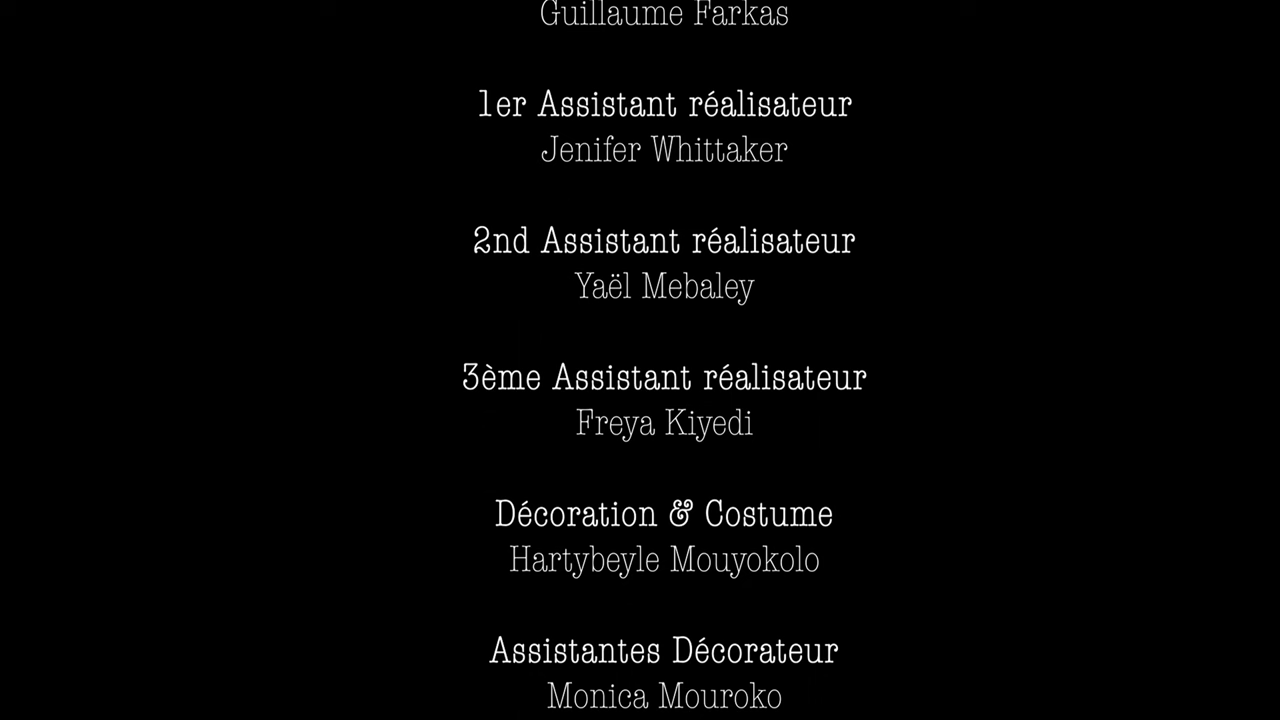 Guillaume Farkas
1er Assistant réalisateur
Jenifer Whittaker
2nd Assistant réalisateur
Yaël Mebaley
3ème Assistant réalisateur
Freya Kiyedi
Décoration & Costume
Hartybeyle Mouyokolo
Assistantes Décorateur
Monica Mouroko